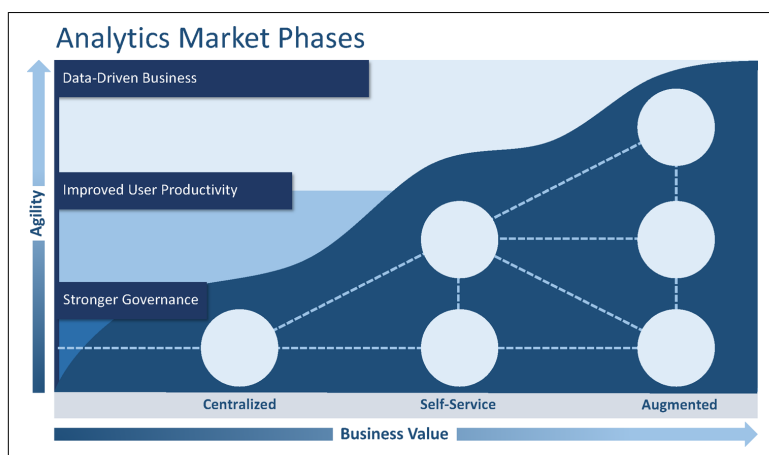 Analytics Market Phases
Data-Driven Business
Improved User Productivity
Agility
Stronger Governance
Centralized
Self-Service
Augmented
Business Value